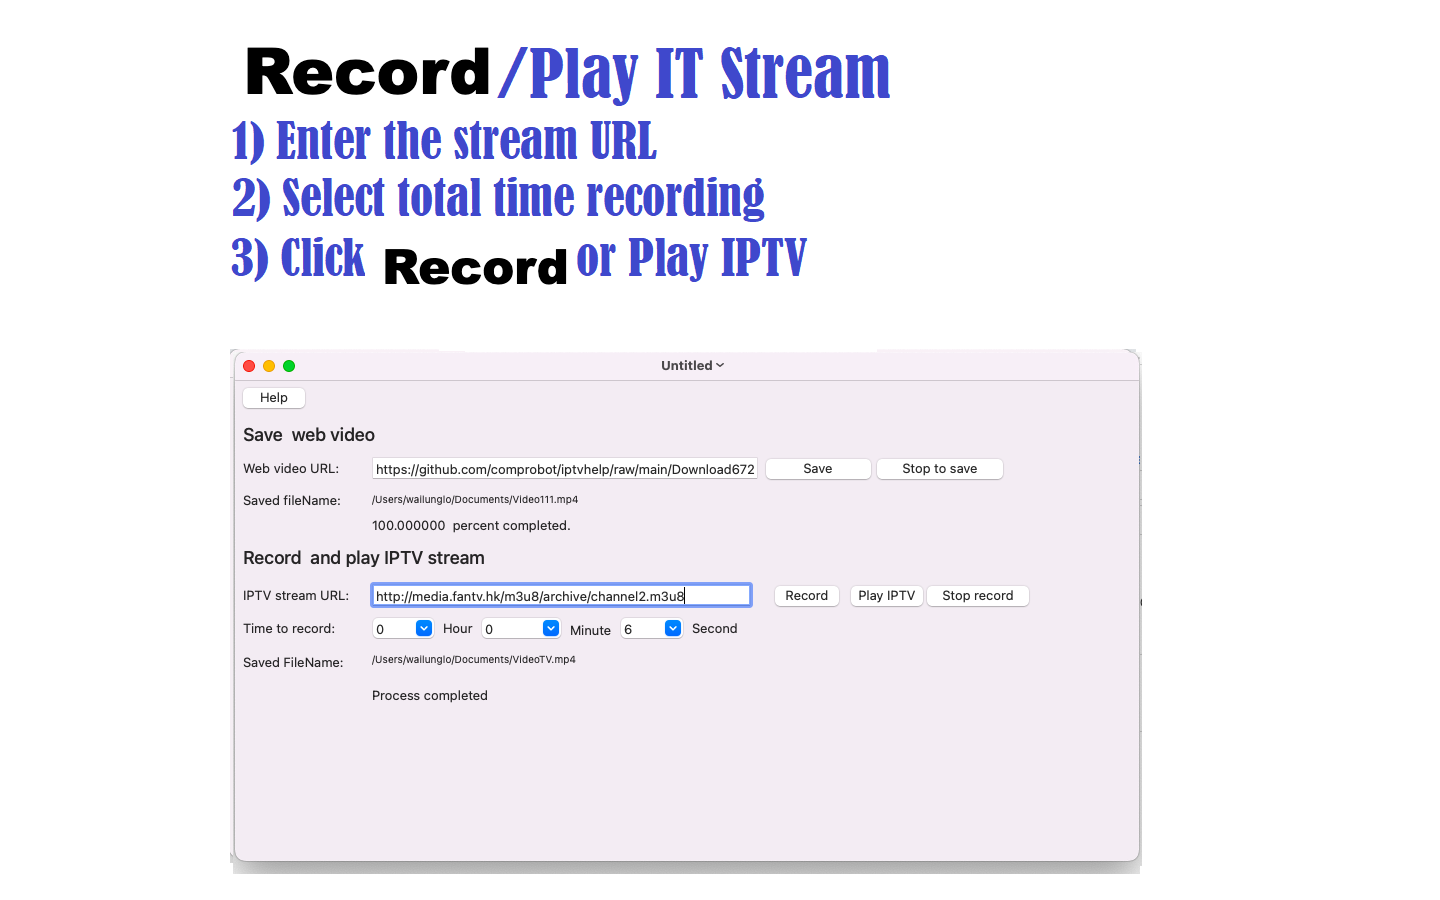 Record/Play IT Stream
1) Enter the stream URL
2) Select total time recording
3) Click Record or Play IPTV
Untitled
Help
Save web video
Web video URL: https://github.com/comprobot/iptvhelp/raw/main/Download672 Save Stop to save
Saved fileName: /Users/wailunglo/Documents/Video111.mp4
100.000000 percent completed.
Record and play IPTV stream
IPTV stream URL: http://media.fantv.hk/m3u8/archive/channel2.m3u8 Record Play IPTV Stop record
Time to record: 0 Hour 0 Minute 6 Second
Saved FileName: /Users/wailunglo/Documents/VideoTV.mp4
Process completed